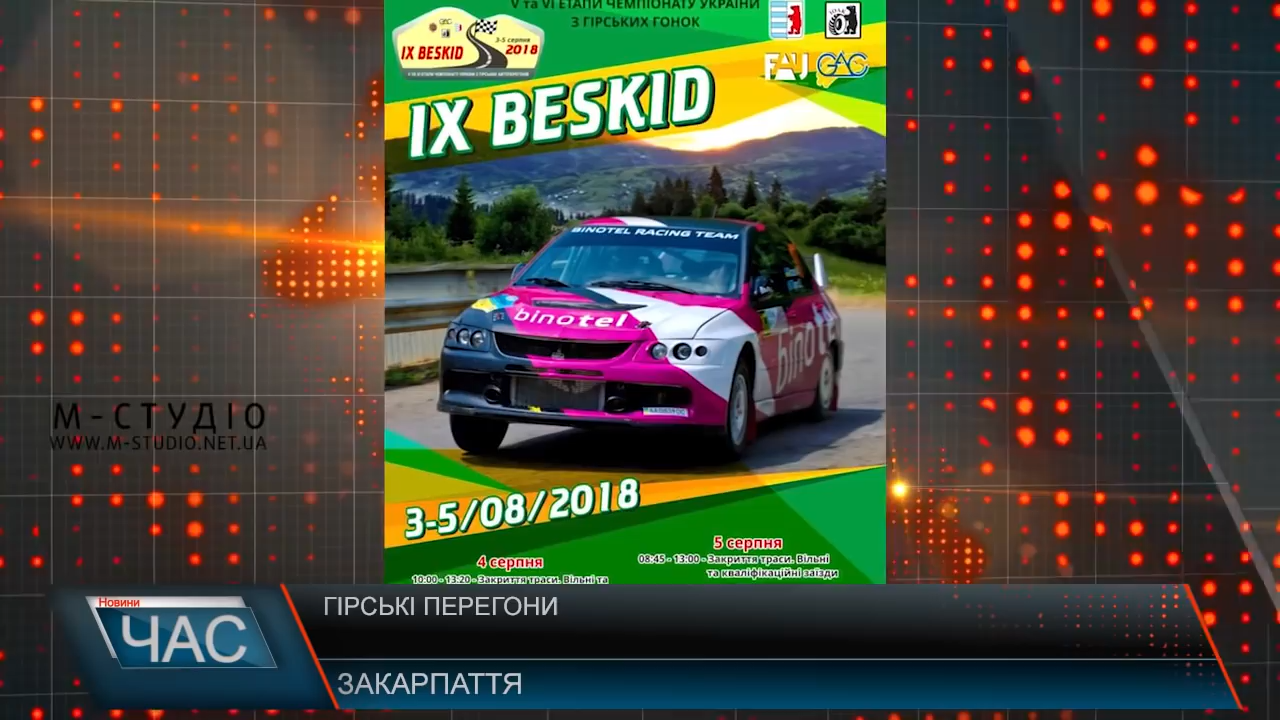 V та VI ЕТАПИ ЧЕМПІОНАТУ УКРАЇНИ
З ГІРСЬКИХ ГОНОК
3-5 серпня
2018
IX BESKID
FAU
GAC
IX BESKID
BINOTEL RACING TEAM
binotel
binotel
М-СТУДІО
WWW.M-STUDIO.NET.UA
3-5/08/2018
4 серпня
10:00 - 13:20 - Закриття траси. Вільні та
5 серпня
08:45 - 13:00 - Закриття траси. Вільні
та кваліфікаційні заїзди
Новини
ЧАС
ГІРСЬКІ ПЕРЕГОНИ
ЗАКАРПАТТЯ